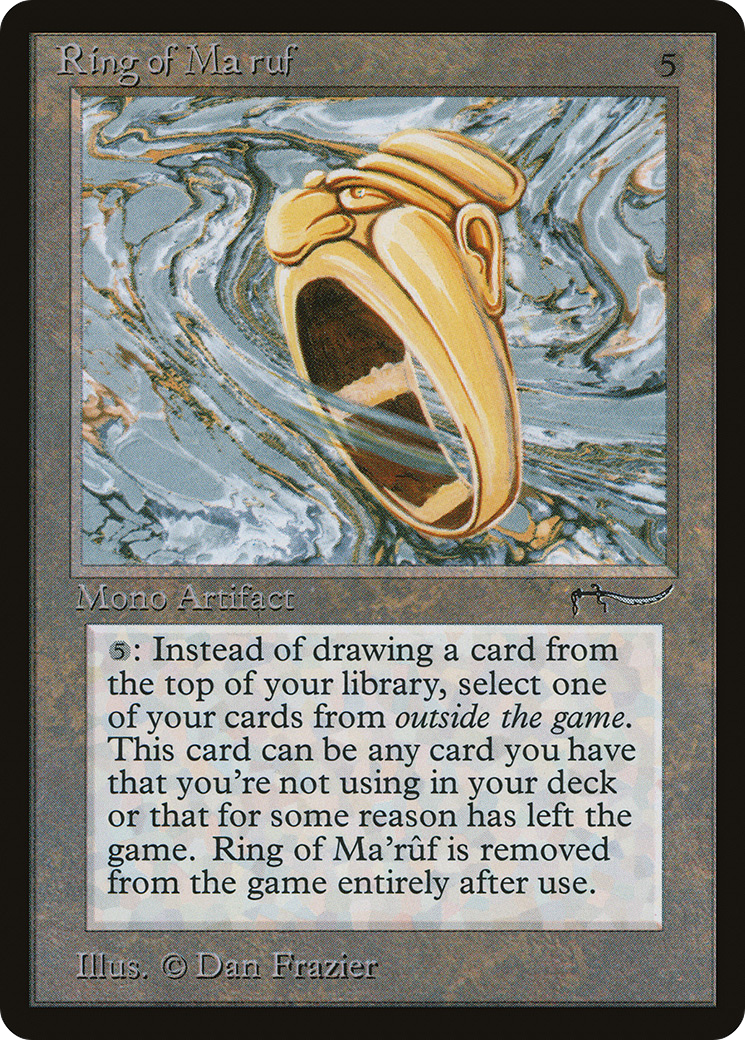 Ring of Ma ruf
5
Mono Artifact
5: Instead of drawing a card from
the top of your library, select one
of your cards from outside the game.
This card can be any card you have
that you're not using in your deck
or that for some reason has left the
game. Ring of Ma'rûf is removed
from the game entirely after use.
Illus. © Dan Frazier